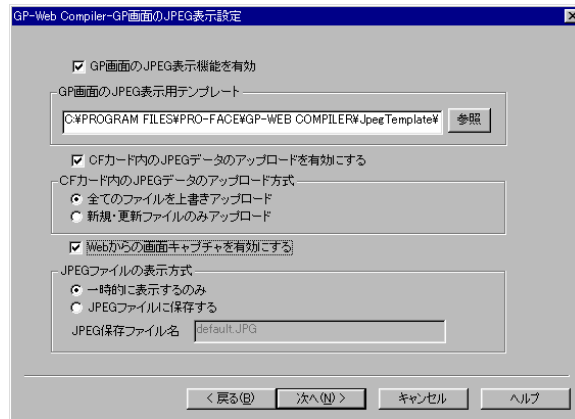 GP-Web Compiler-GP画面のJPEG表示設定
GP画面のJPEG表示機能を有効
GP画面のJPEG表示用テンプレート
C:¥PROGRAM FILES¥PRO-FACE¥GP-WEB COMPILER¥JpegTemplate¥ 参照
CFカード内のJPEGデータのアップロードを有効にする
CFカード内のJPEGデータのアップロード方式
全てのファイルを上書きアップロード
新規・更新ファイルのみアップロード
Webからの画面キャプチャを有効にする
JPEGファイルの表示方式
一時的に表示するのみ
JPEGファイルに保存する
JPEG保存ファイル名 default.JPG
< 戻る(B) 次へ(N) > キャンセル ヘルプ